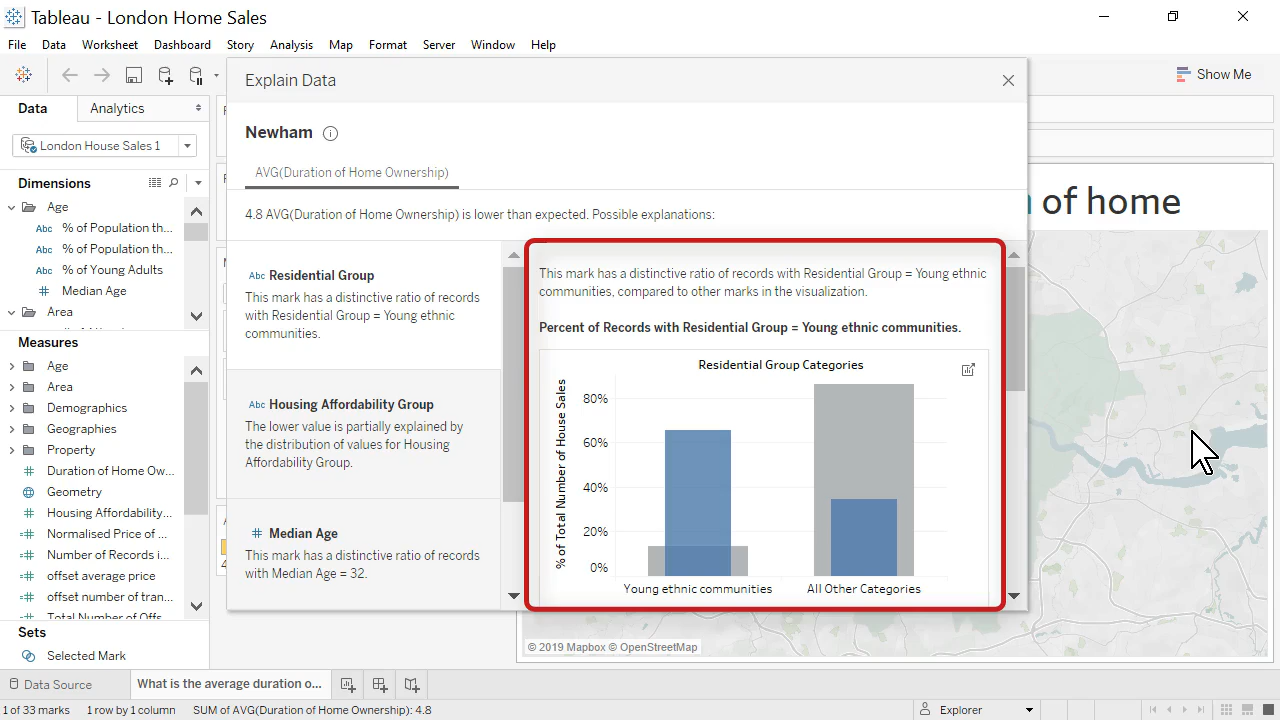 Tableau - London Home Sales
File Data Worksheet Dashboard Story Analysis Map Format Server Window Help
Show Me
Data Analytics
London House Sales 1
Dimensions
Age
Abc % of Population th...
Abc % of Population th...
Abc % of Young Adults
Median Age
Area
Measures
Age
Area
Demographics
Geographies
Property
Duration of Home Ow...
Geometry
Housing Affordability...
Normalised Price of ...
Number of Records i...
offset average price
offset number of tran...
Total Number of Offs...
Sets
Selected Mark
Explain Data
Newham
AVG(Duration of Home Ownership)
4.8 AVG(Duration of Home Ownership) is lower than expected. Possible explanations:
Abc Residential Group
This mark has a distinctive ratio of records
with Residential Group = Young ethnic
communities.
Abc Housing Affordability Group
The lower value is partially explained by
the distribution of values for Housing
Affordability Group.
# Median Age
This mark has a distinctive ratio of records
with Median Age = 32.
This mark has a distinctive ratio of records with Residential Group = Young ethnic
communities, compared to other marks in the visualization.
Percent of Records with Residential Group = Young ethnic communities.
Residential Group Categories
% of Total Number of House Sales
80%
60%
40%
20%
0%
Young ethnic communities All Other Categories
of home
© 2019 Mapbox © OpenStreetMap
Data Source What is the average duration o...
1 of 33 marks 1 row by 1 column SUM of AVG(Duration of Home Ownership): 4.8
Explorer